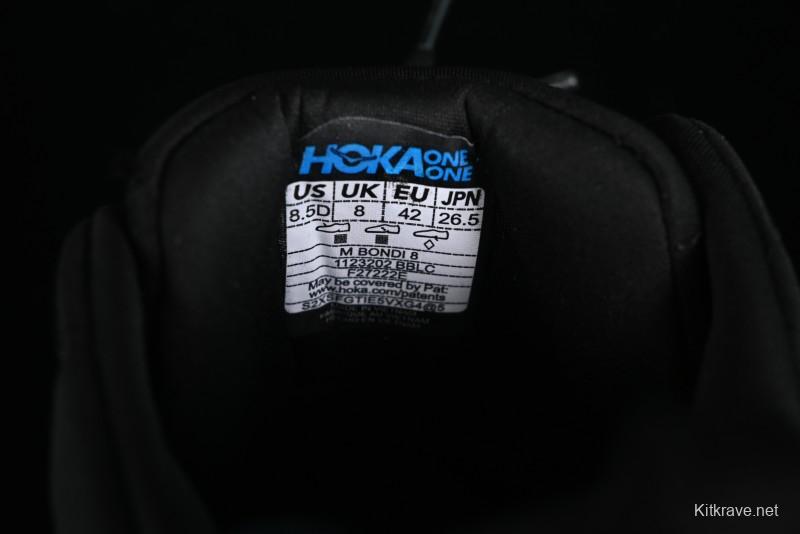 HOKA ONE ONE
US UK EU JPN
8.5D 8 42 26.5
M BONDI 8
1123202 BBLC
F27222E
May be covered by Pat:
www.hoka.com/patents
Kitkrave.net